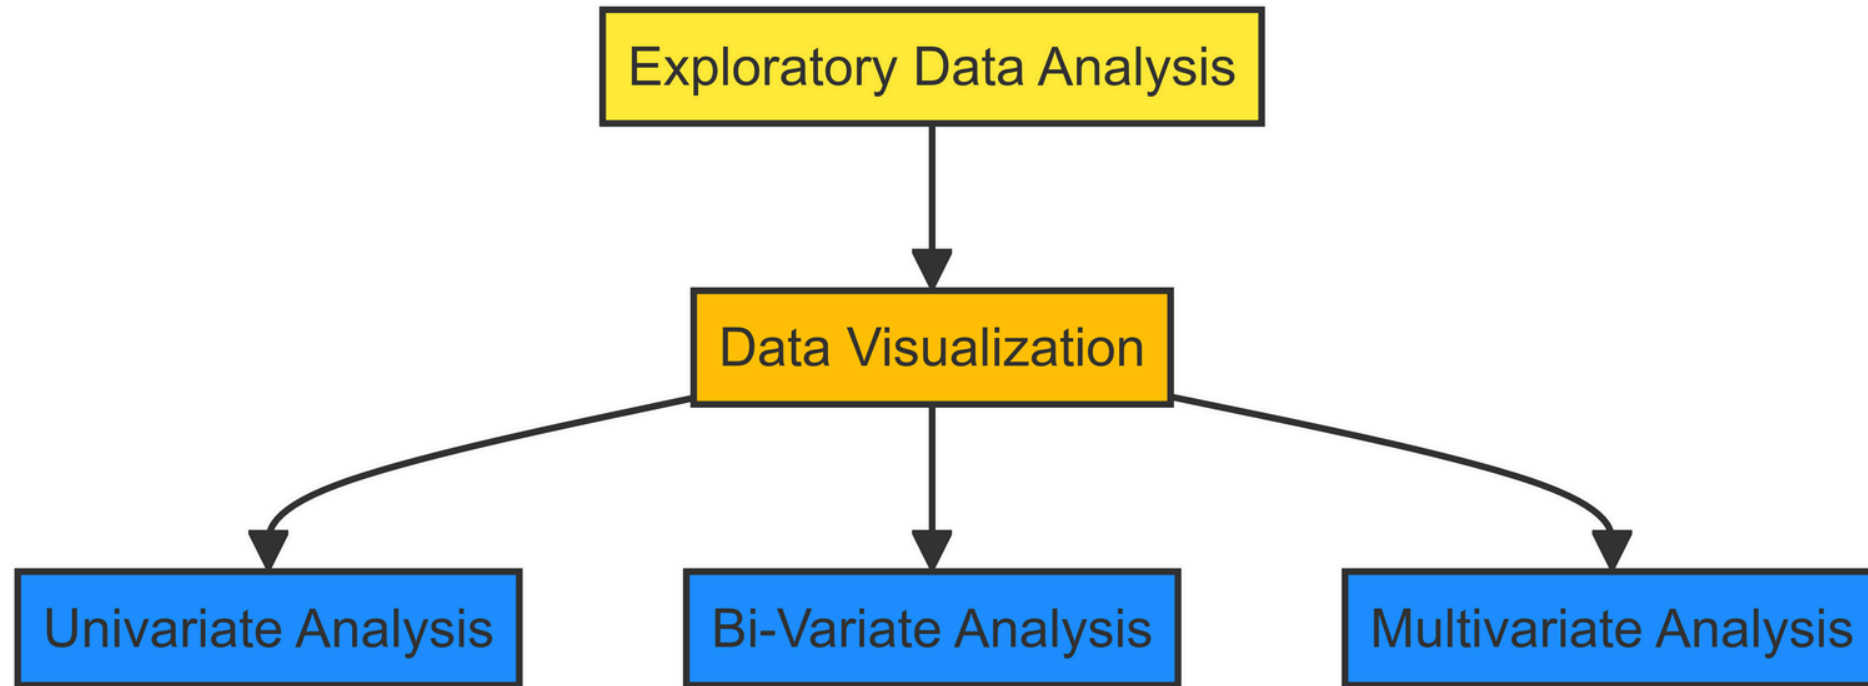 Exploratory Data Analysis
Data Visualization
Univariate Analysis
Bi-Variate Analysis
Multivariate Analysis